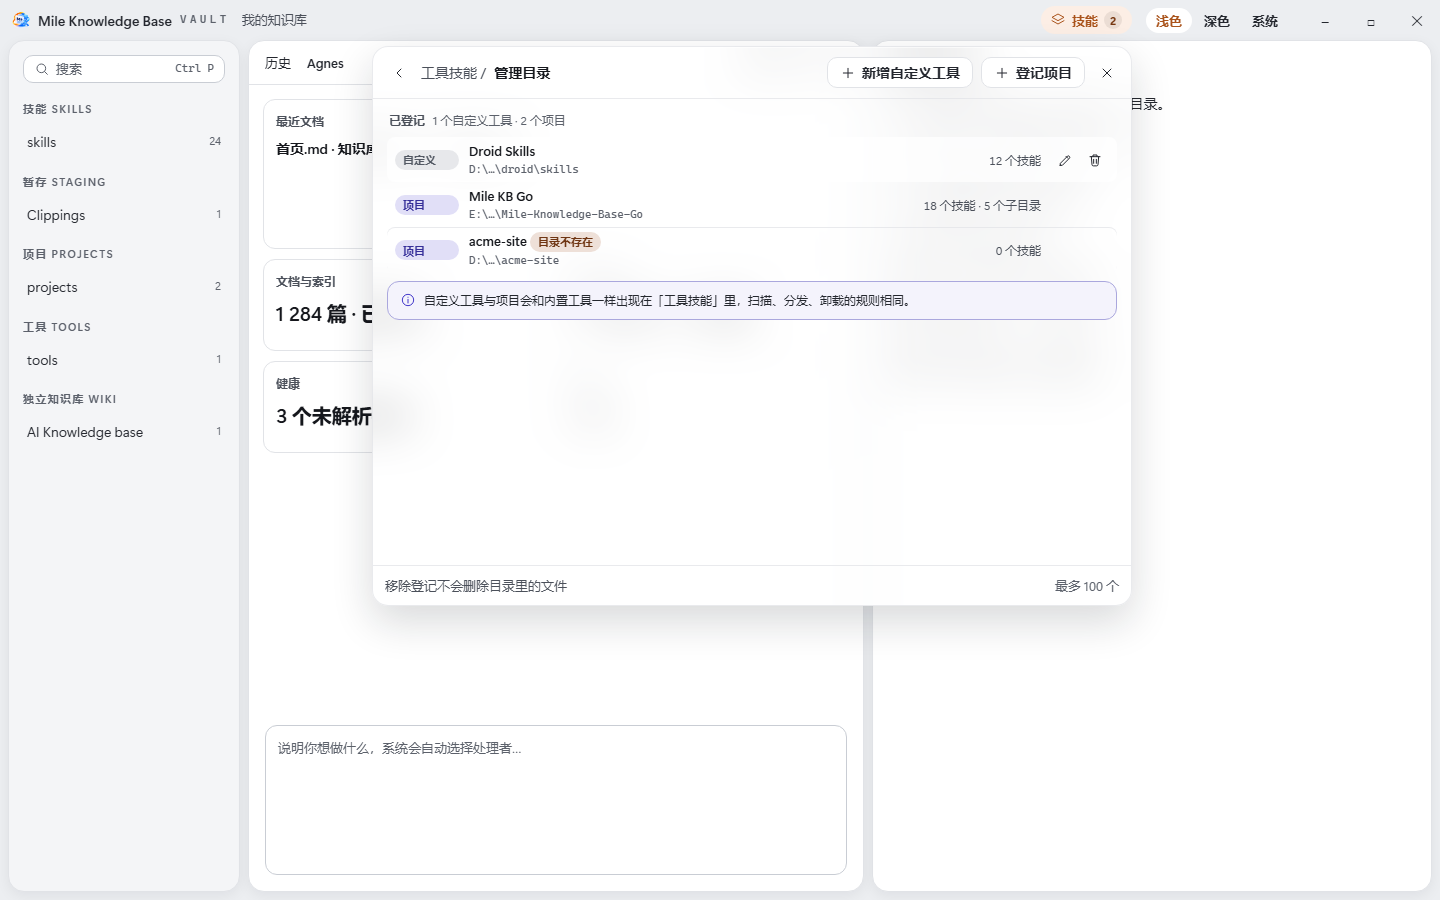 Mile Knowledge Base VAULT 我的知识库
技能 2 浅色 深色 系统
搜索 Ctrl P
技能 SKILLS
skills 24
暂存 STAGING
Clippings 1
项目 PROJECTS
projects 2
工具 TOOLS
tools 1
独立知识库 WIKI
AI Knowledge base 1
历史 Agnes
最近文档
首页.md · 知识库
文档与索引
1 284 篇 · 已
健康
3 个未解析
说明你想做什么，系统会自动选择处理者...
目录。
工具技能 / 管理目录
新增自定义工具 登记项目
已登记 1 个自定义工具 · 2 个项目
自定义 Droid Skills 12 个技能
D:\…\droid\skills
项目 Mile KB Go 18 个技能 · 5 个子目录
E:\…\Mile-Knowledge-Base-Go
项目 acme-site 目录不存在 0 个技能
D:\…\acme-site
自定义工具与项目会和内置工具一样出现在「工具技能」里，扫描、分发、卸载的规则相同。
移除登记不会删除目录里的文件 最多 100 个